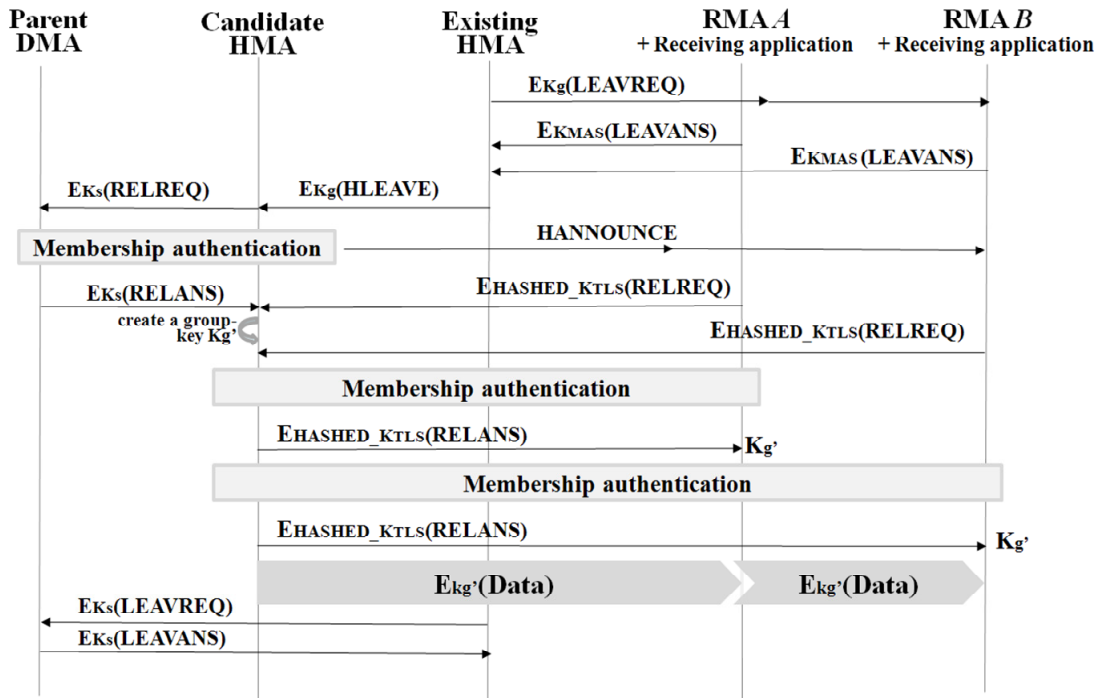 Parent
DMA
Candidate
HMA
Existing
HMA
RMA A
+ Receiving application
RMA B
+ Receiving application
EKg(LEAVREQ)
EKMAS(LEAVANS)
EKMAS (LEAVANS)
EKs(RELREQ)
EKg(HLEAVE)
Membership authentication
HANNOUNCE
EKs(RELANS)
EHASHED_KTLS(RELREQ)
create a group-
key Kg'
EHASHED_KTLS(RELREQ)
Membership authentication
EHASHED_KTLS(RELANS)
Kg'
Membership authentication
EHASHED_KTLS(RELANS)
Kg'
Ekg'(Data)
Ekg'(Data)
EKs(LEAVREQ)
EKs(LEAVANS)